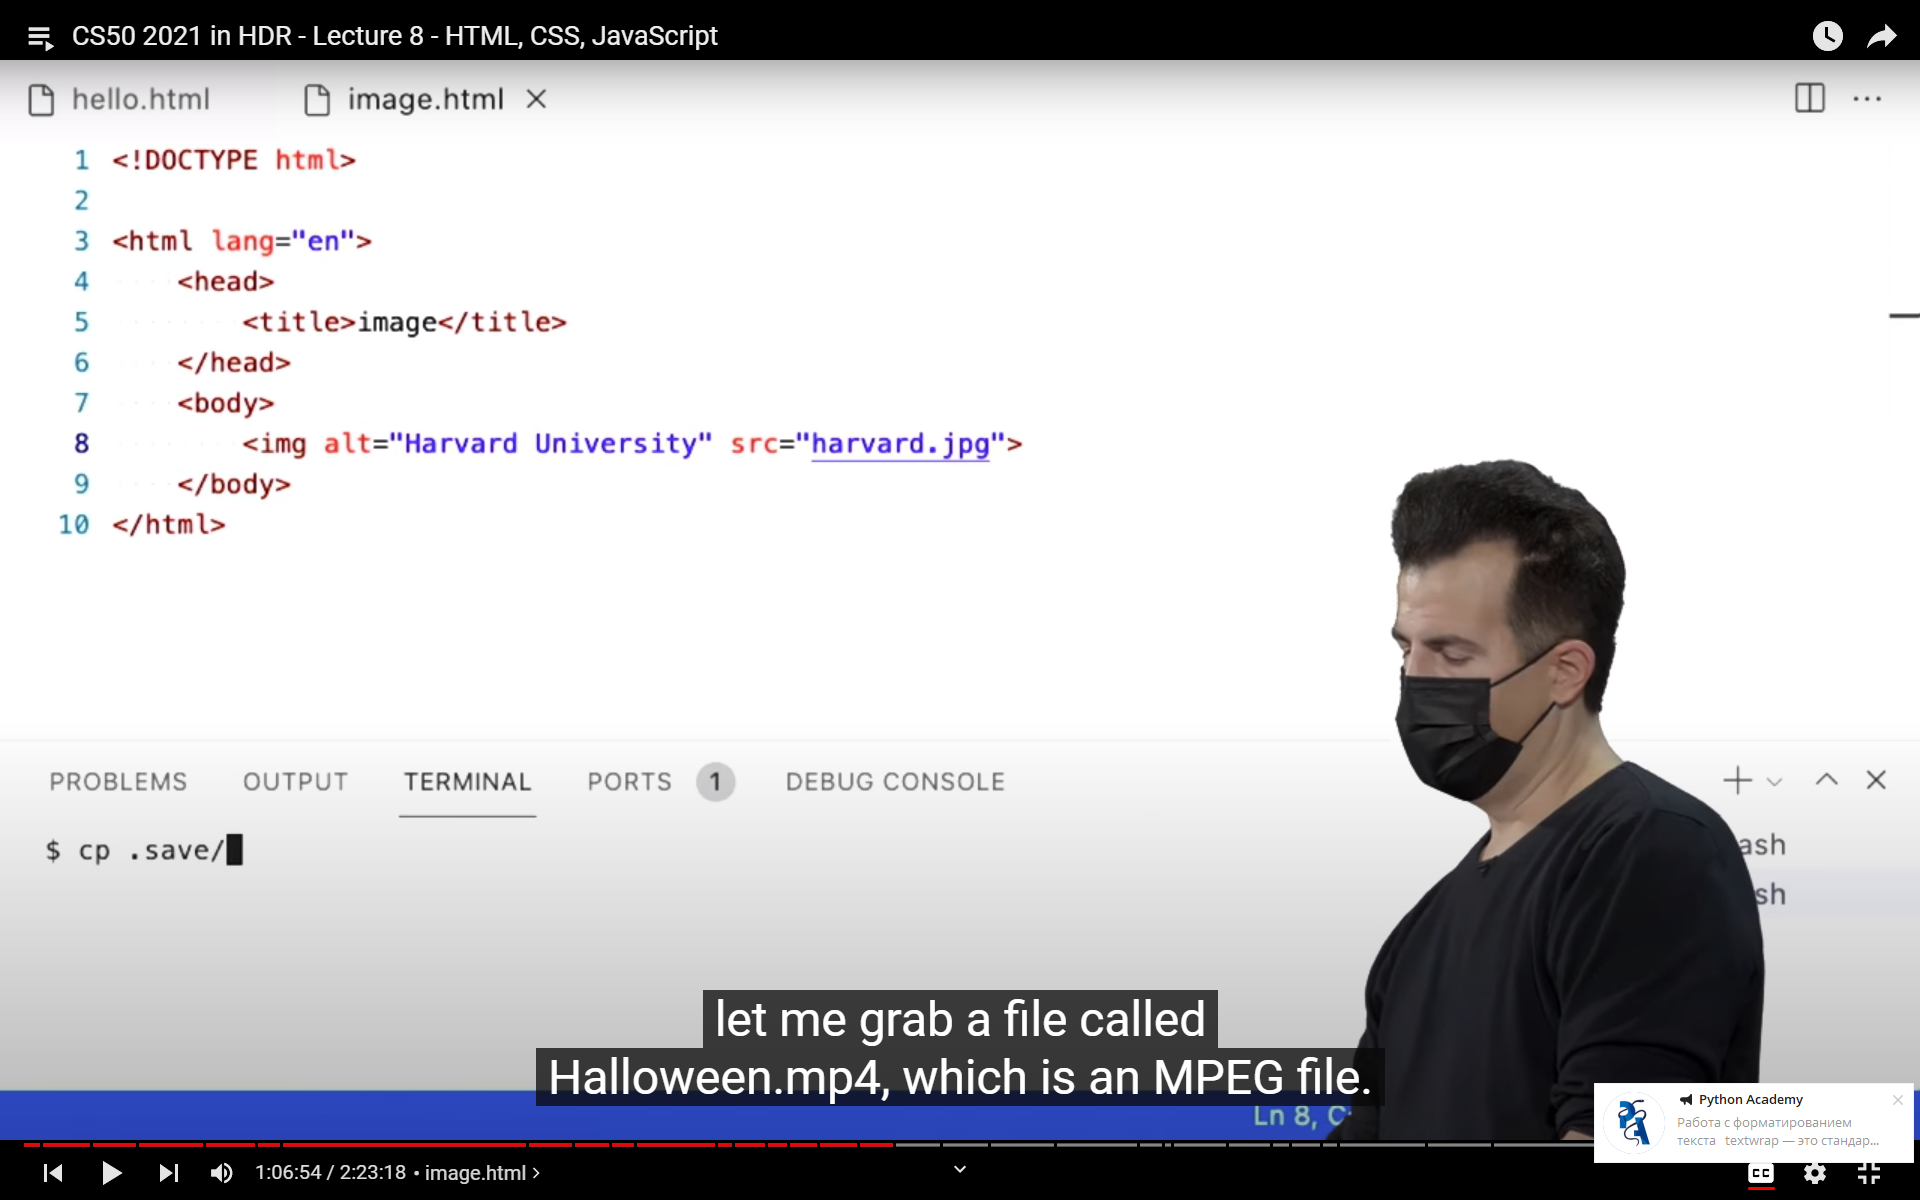 CS50 2021 in HDR - Lecture 8 - HTML, CSS, JavaScript
hello.html
image.html
1 <!DOCTYPE html>
2
3 <html lang="en">
4 <head>
5 <title>image</title>
6 </head>
7 <body>
8 <img alt="Harvard University" src="harvard.jpg">
9 </body>
10 </html>
PROBLEMS OUTPUT TERMINAL PORTS 1 DEBUG CONSOLE
$ cp .save/
ash
sh
let me grab a file called
Halloween.mp4, which is an MPEG file.
Ln 8, C
Python Academy
Работа с форматированием
текста textwrap — это стандар...
1:06:54 / 2:23:18 • image.html
CC